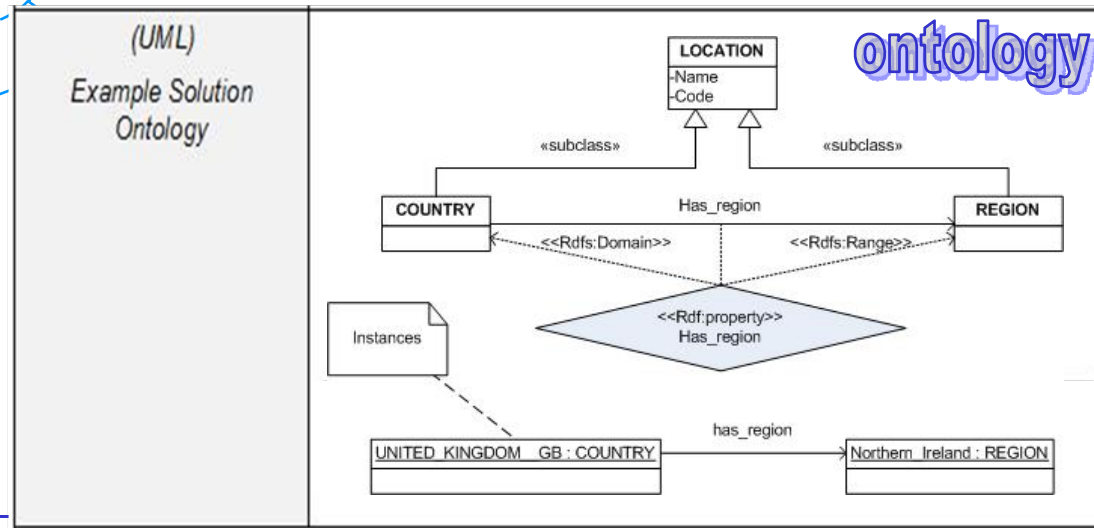 (UML)
Example Solution
Ontology
ontology
LOCATION
-Name
-Code
«subclass»
«subclass»
COUNTRY
Has_region
REGION
<<Rdfs:Domain>>
<<Rdfs:Range>>
<<Rdf:property>>
Has_region
Instances
has_region
UNITED_KINGDOM__GB : COUNTRY
Northern_Ireland : REGION